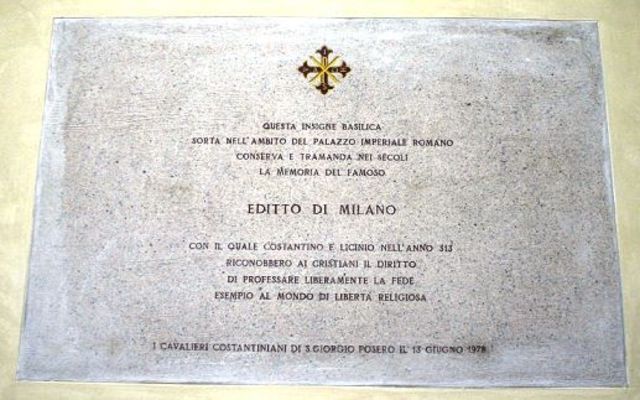 QUESTA INSIGNE BASILICA
SORTA NELL'AMBITO DEL PALAZZO IMPERIALE ROMANO
CONSERVA E TRAMANDA NEI SECOLI
LA MEMORIA DEL FAMOSO
EDITTO DI MILANO
CON IL QUALE COSTANTINO E LICINIO NELL'ANNO 313
RICONOBBERO AI CRISTIANI IL DIRITTO
DI PROFESSARE LIBERAMENTE LA FEDE
ESEMPIO AL MONDO DI LIBERTÀ RELIGIOSA
I CAVALIERI COSTANTINIANI DI S.GIORGIO POSERO IL 13 GIUGNO 1978